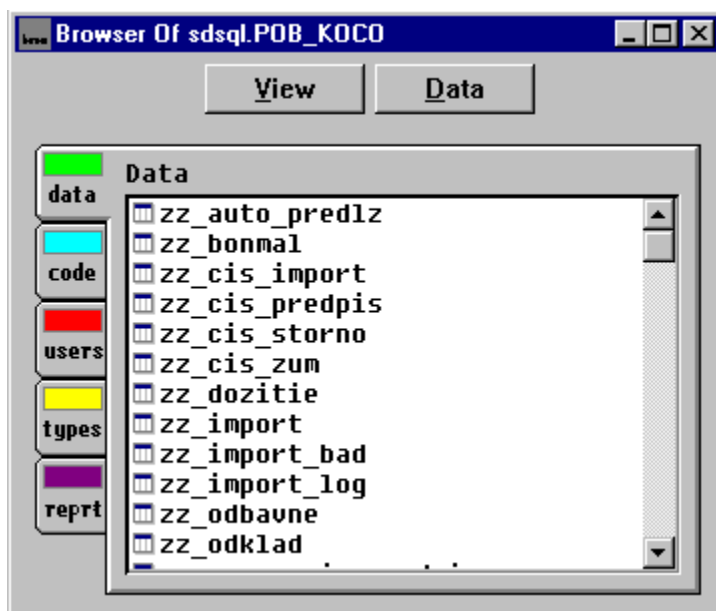 Browser Of sdsql.POB_KOCO
View
Data
data
code
users
types
reprt
Data
zz_auto_predlz
zz_bonmal
zz_cis_import
zz_cis_predpis
zz_cis_storno
zz_cis_zum
zz_dozitie
zz_import
zz_import_bad
zz_import_log
zz_odbavne
zz_odklad